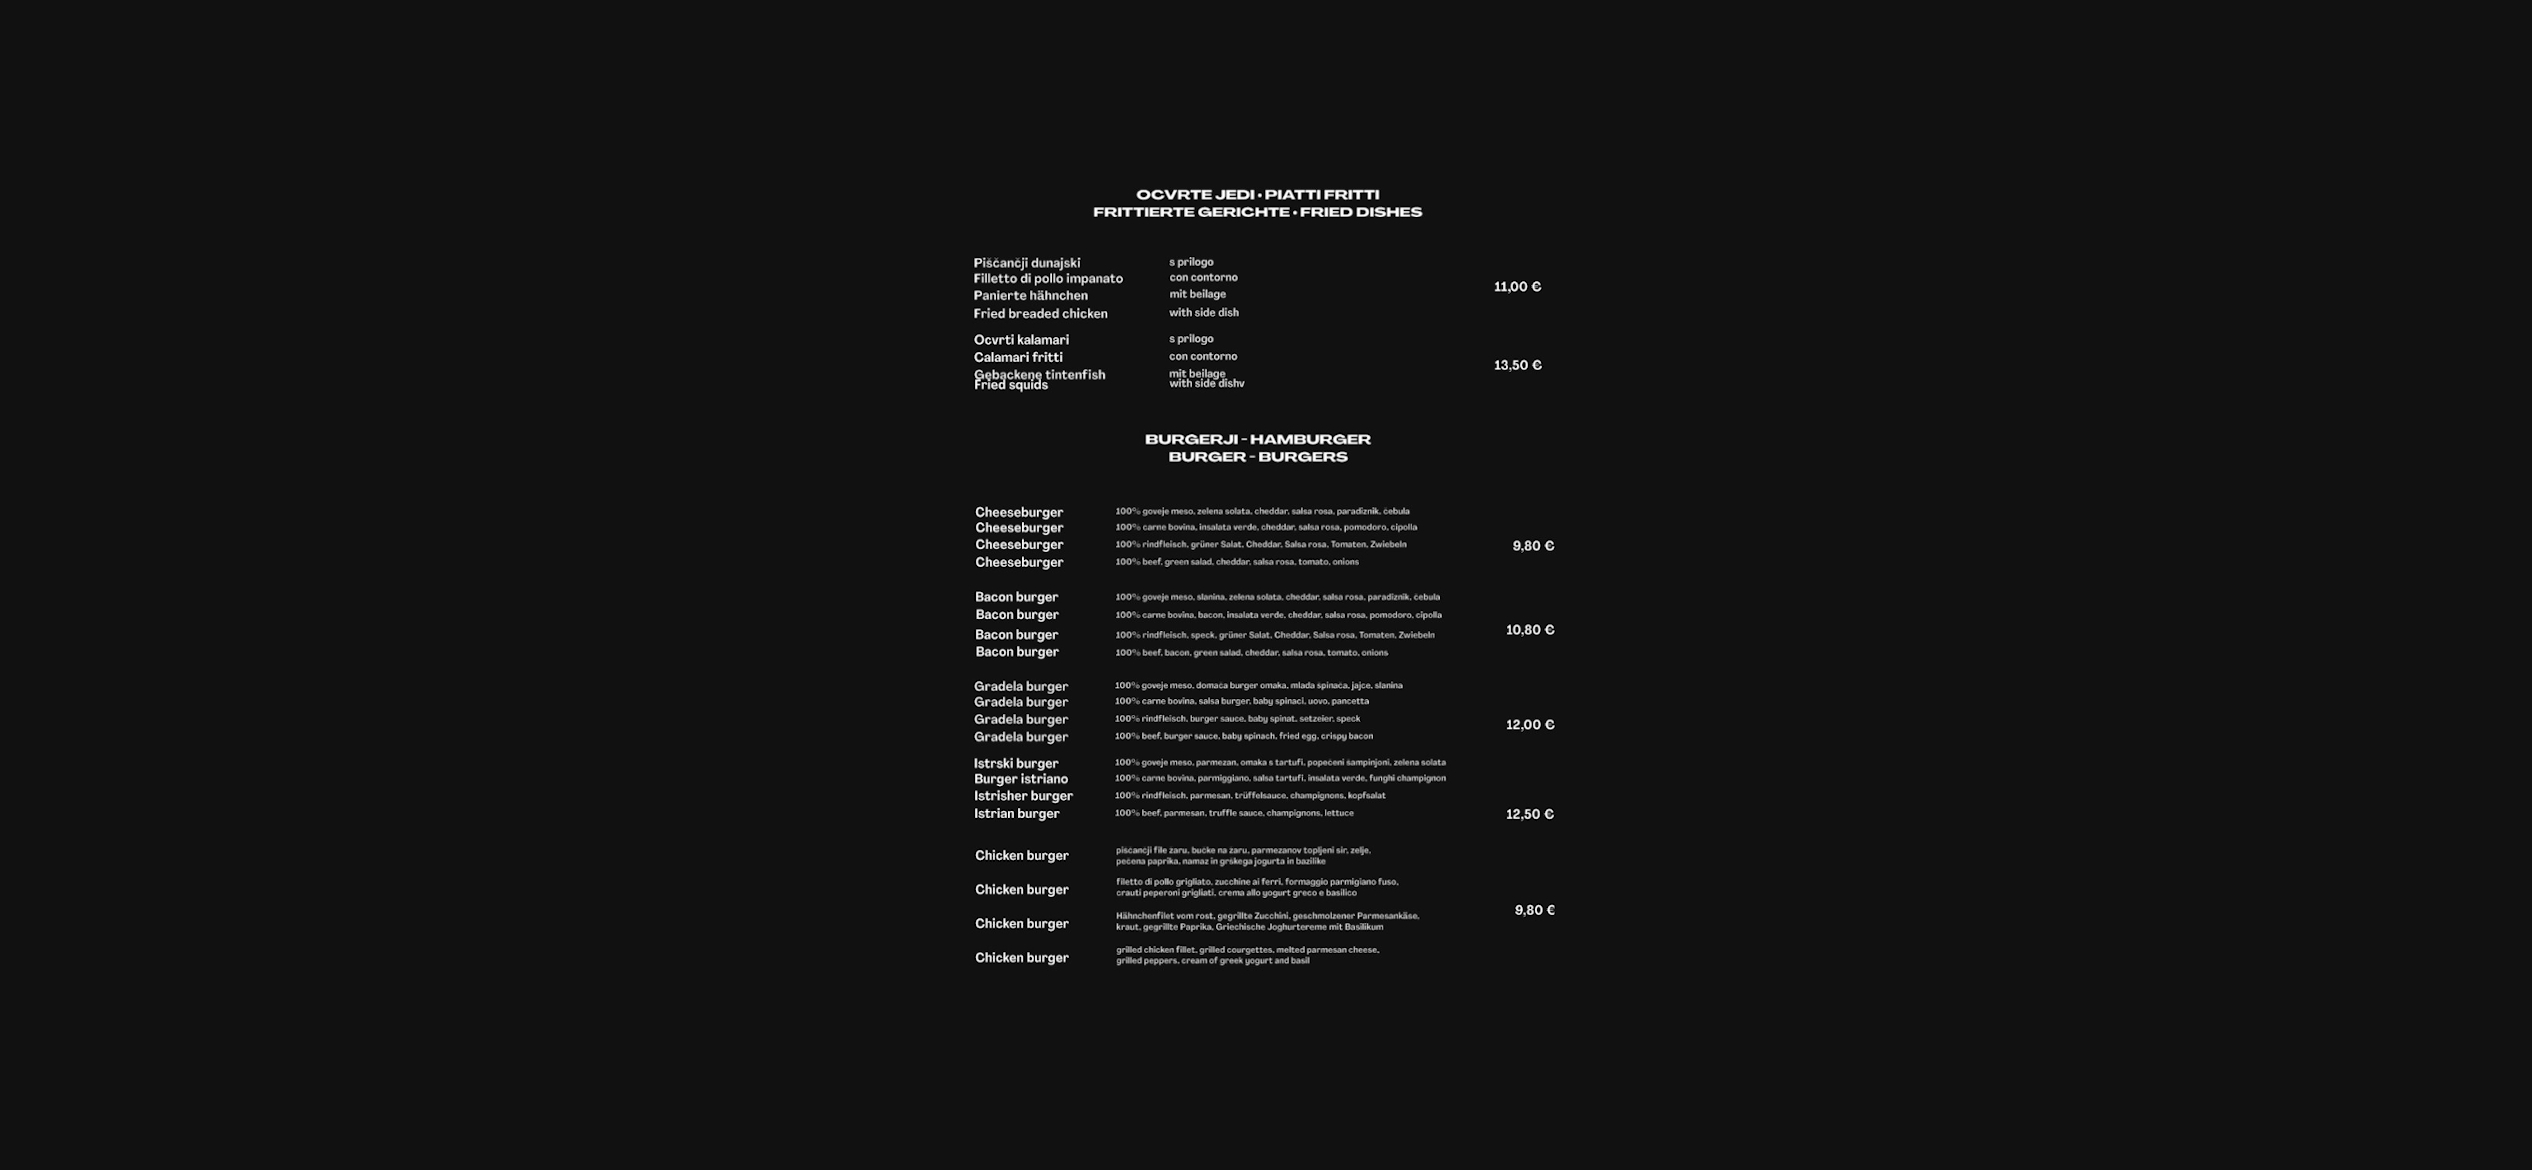 OCVRTE JEDI • PIATTI FRITTI
FRITTIERTE GERICHTE • FRIED DISHES
Piščančji dunajski s prilogo
Filletto di pollo impanato con contorno
11,00 €
Panierte hähnchen mit beilage
Fried breaded chicken with side dish
Ocvrti kalamari s prilogo
Calamari fritti con contorno
13,50 €
Gebackene tintenfish mit beilage
Fried squids with side dishv
BURGERJI - HAMBURGER
BURGER - BURGERS
Cheeseburger 100% goveje meso, zelena solata, cheddar, salsa rosa, paradiznik, čebula
Cheeseburger 100% carne bovina, insalata verde, cheddar, salsa rosa, pomodoro, cipolla
Cheeseburger 100% rindfleisch, grüner Salat, Cheddar, Salsa rosa, Tomaten, Zwiebeln 9,80 €
Cheeseburger 100% beef, green salad, cheddar, salsa rosa, tomato, onions
Bacon burger 100% goveje meso, slanina, zelena solata, cheddar, salsa rosa, paradiznik, čebula
Bacon burger 100% carne bovina, bacon, insalata verde, cheddar, salsa rosa, pomodoro, cipolla
10,80 €
Bacon burger 100% rindfleisch, speck, grüner Salat, Cheddar, Salsa rosa, Tomaten, Zwiebeln
Bacon burger 100% beef, bacon, green salad, cheddar, salsa rosa, tomato, onions
Gradela burger 100% goveje meso, domača burger omaka, mlada špinača, jajce, slanina
Gradela burger 100% carne bovina, salsa burger, baby spinaci, uovo, pancetta
Gradela burger 100% rindfleisch, burger sauce, baby spinat, setzeier, speck
12,00 €
Gradela burger 100% beef, burger sauce, baby spinach, fried egg, crispy bacon
Istrski burger 100% goveje meso, parmezan, omaka s tartufi, popečeni šampinjoni, zelena solata
Burger istriano 100% carne bovina, parmiggiano, salsa tartufi, insalata verde, funghi champignon
Istrisher burger 100% rindfleisch, parmesan, trüffelsauce, champignons, kopfsalat
Istrian burger 100% beef, parmesan, truffle sauce, champignons, lettuce 12,50 €
Chicken burger piščančji file žaru, bučke na žaru, parmezanov topljeni sir, zelje,
pečena paprika, namaz in grškega jogurta in bazilike
Chicken burger filetto di pollo grigliato, zucchine ai ferri, formaggio parmigiano fuso,
crauti peperoni grigliati, crema allo yogurt greco e basilico
9,80 €
Chicken burger Hähnchenfilet vom rost, gegrillte Zucchini, geschmolzener Parmesankäse,
kraut, gegrillte Paprika, Griechische Joghurtereme mit Basilikum
Chicken burger grilled chicken fillet, grilled courgettes, melted parmesan cheese,
grilled peppers, cream of greek yogurt and basil